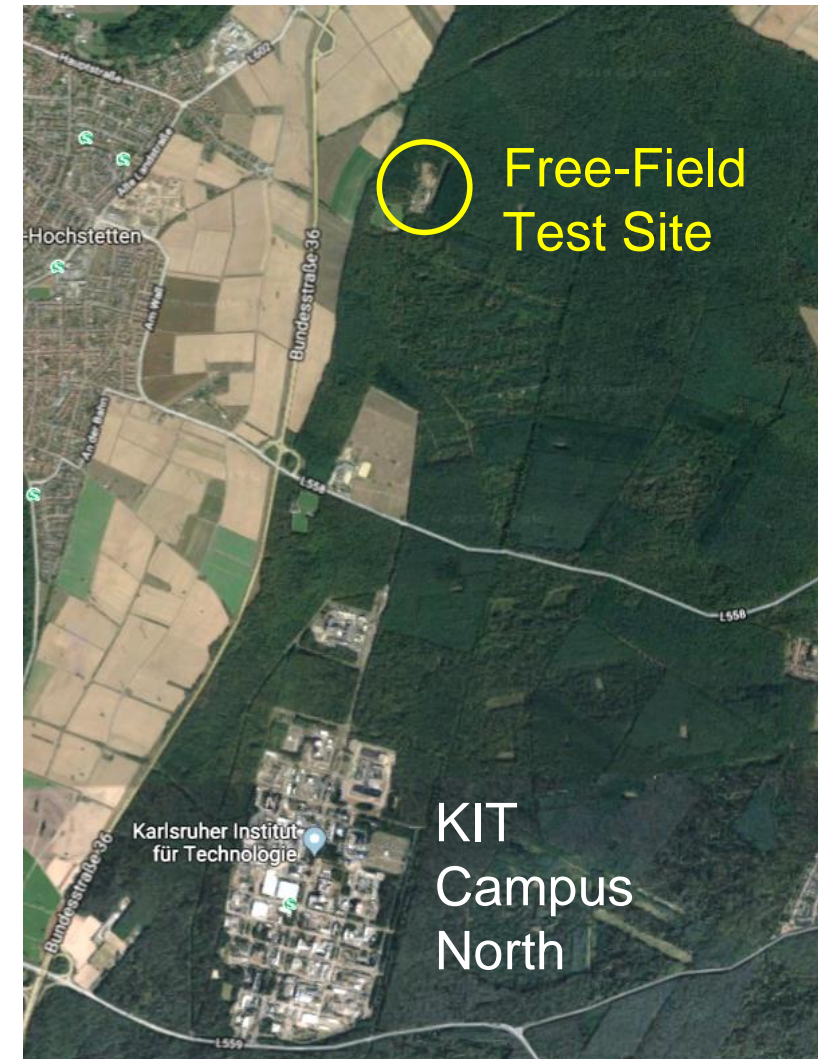 Hauptstraße
L602
Alte Landstraße
Free-Field
Test Site
-Hochstetten
Bundesstraße 36
Am Wall
An der Bahn
L558
L558
KIT
Campus
North
Karlsruher Institut
für Technologie
Bundesstraße 36
L559